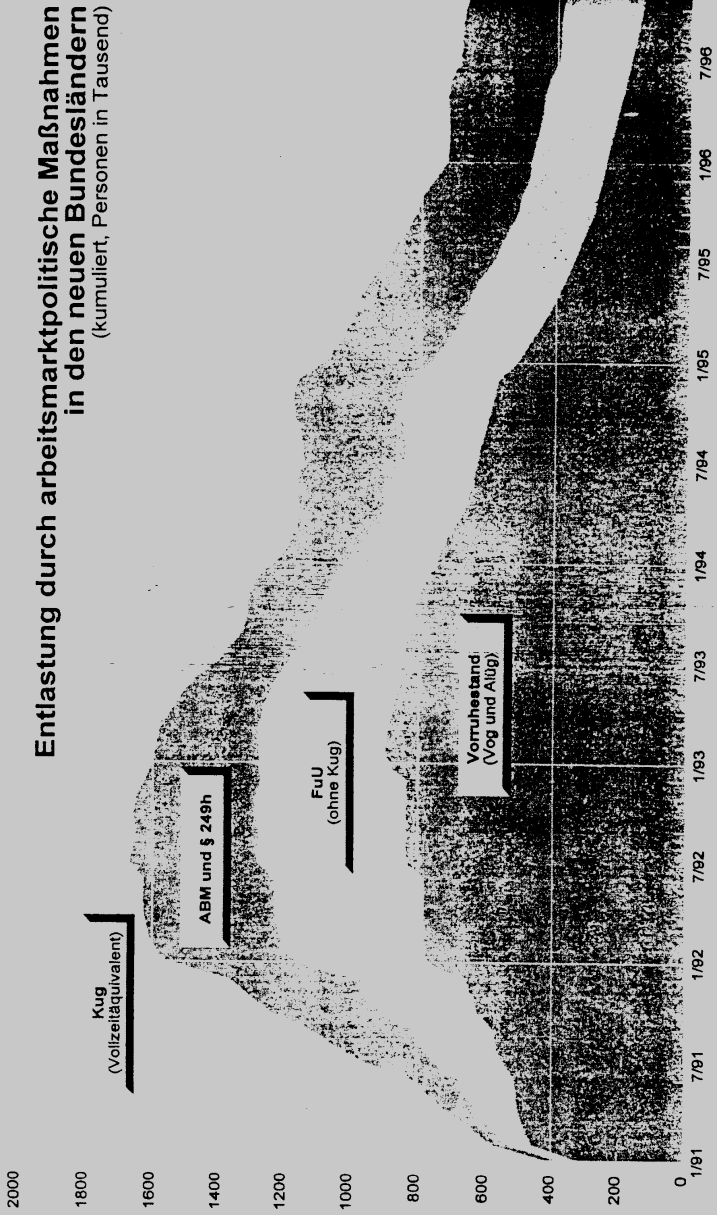 Entlastung durch arbeitsmarktpolitische Maßnahmen
in den neuen Bundesländern
(kumuliert, Personen in Tausend)
2000
1800
1600
1400
1200
1000
800
600
400
200
0
Kug
(Vollzeitäquivalent)
ABM und § 249h
FuU
(ohne Kug)
Vorruhestand
(Vog und Alüg)
1/91
7/91
1/92
7/92
1/93
7/93
1/94
7/94
1/95
7/95
1/96
7/96